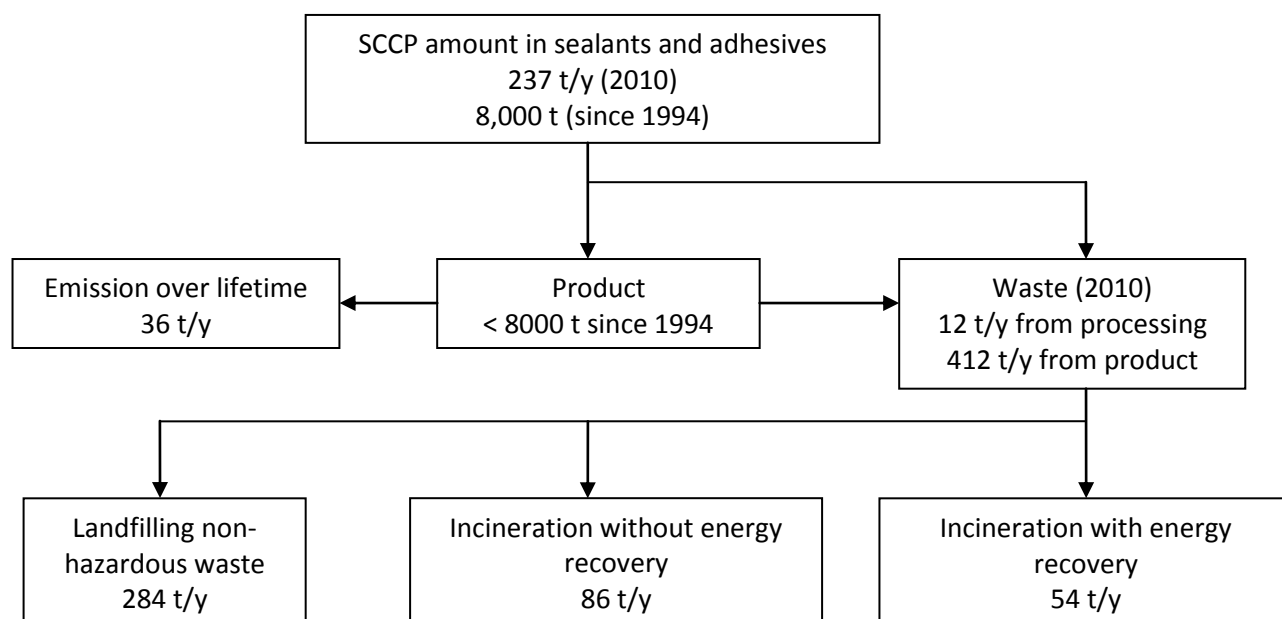 SCCP amount in sealants and adhesives
237 t/y (2010)
8,000 t (since 1994)
Emission over lifetime
36 t/y
Product
< 8000 t since 1994
Waste (2010)
12 t/y from processing
412 t/y from product
Landfilling non-
hazardous waste
284 t/y
Incineration without energy
recovery
86 t/y
Incineration with energy
recovery
54 t/y